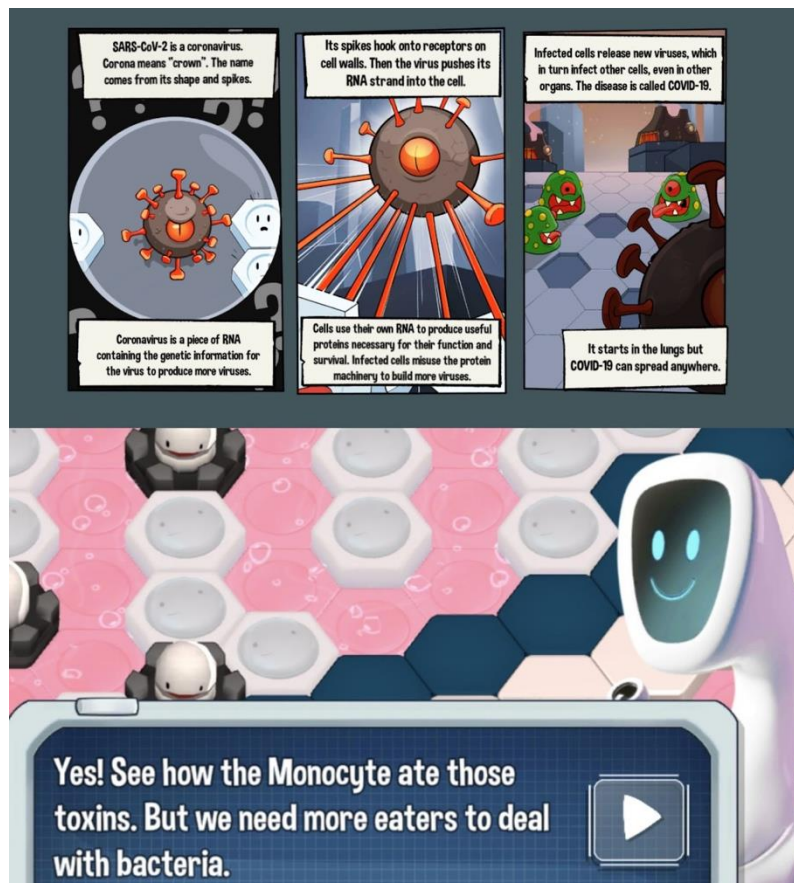 SARS-CoV-2 is a coronavirus.
Corona means "crown". The name
comes from its shape and spikes.
Coronavirus is a piece of RNA
containing the genetic information for
the virus to produce more viruses.
Its spikes hook onto receptors on
cell walls. Then the virus pushes its
RNA strand into the cell.
Cells use their own RNA to produce useful
proteins necessary for their function and
survival. Infected cells misuse the protein
machinery to build more viruses.
Infected cells release new viruses, which
in turn infect other cells, even in other
organs. The disease is called COVID-19.
It starts in the lungs but
COVID-19 can spread anywhere.
Yes! See how the Monocyte ate those
toxins. But we need more eaters to deal
with bacteria.